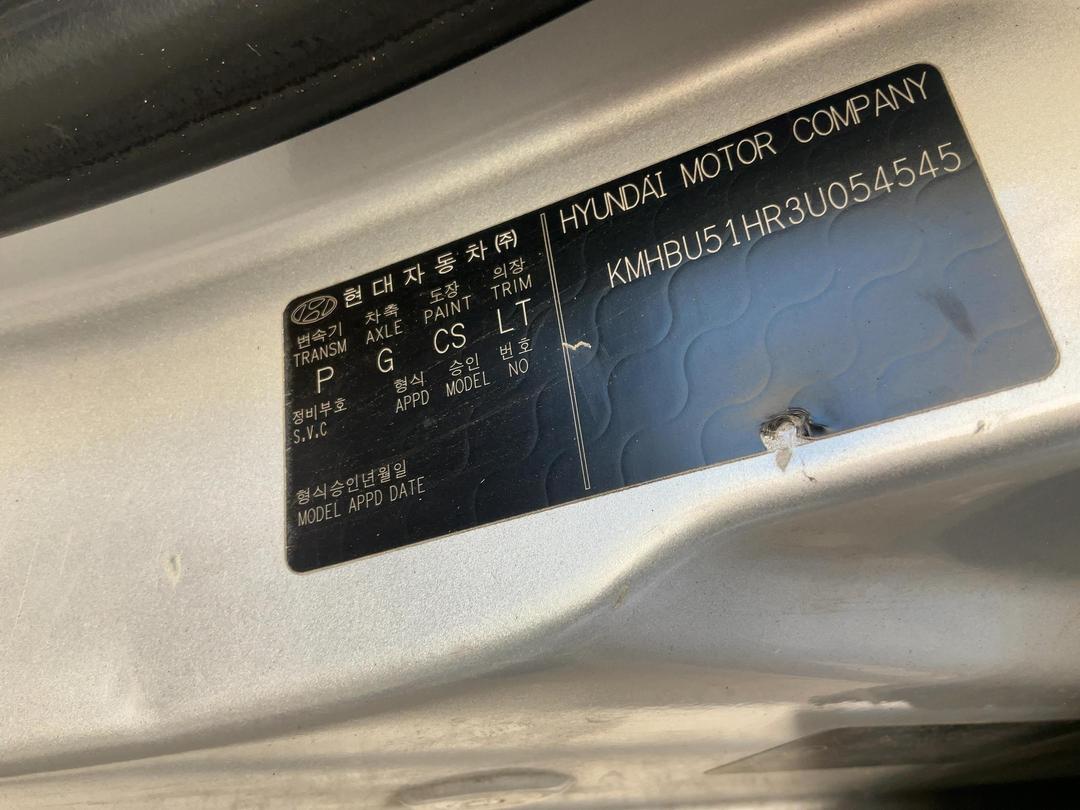 현대자동차㈜
변속기 차축 도장 의장
TRANSM AXLE PAINT TRIM
P G CS LT
정비부호 형식 승인 번호
S.V.C APPD MODEL NO
형식승인년월일
MODEL APPD DATE
HYUNDAI MOTOR COMPANY
KMHBU51HR3U054545